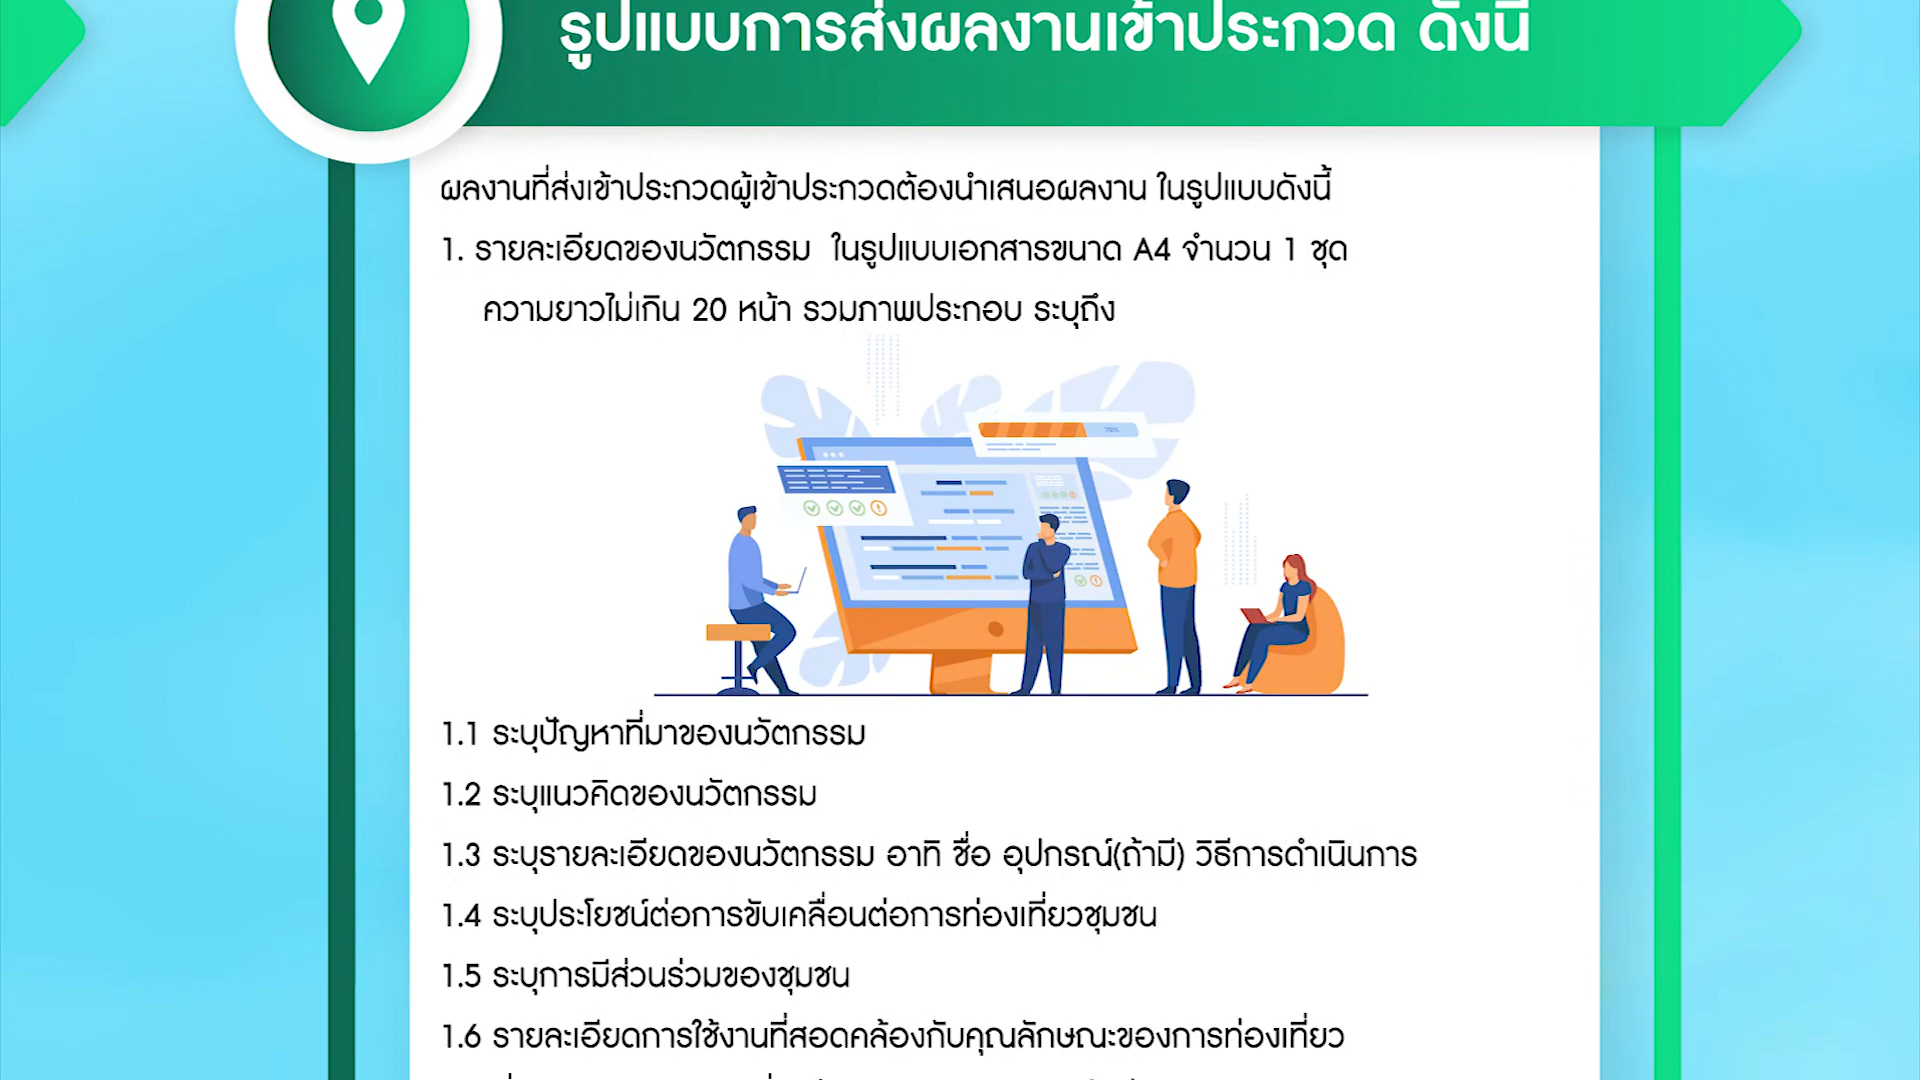 รูปแบบการส่งผลงานเข้าประกวด ดังนี้
ผลงานที่ส่งเข้าประกวดผู้เข้าประกวดต้องนำเสนอผลงาน ในรูปแบบดังนี้
1. รายละเอียดของนวัตกรรม ในรูปแบบเอกสารขนาด A4 จำนวน 1 ชุด
ความยาวไม่เกิน 20 หน้า รวมภาพประกอบ ระบุถึง
1.1 ระบุปัญหาที่มาของนวัตกรรม
1.2 ระบุแนวคิดของนวัตกรรม
1.3 ระบุรายละเอียดของนวัตกรรม อาทิ ชื่อ อุปกรณ์(ถ้ามี) วิธีการดำเนินการ
1.4 ระบุประโยชน์ต่อการขับเคลื่อนต่อการท่องเที่ยวชุมชน
1.5 ระบุการมีส่วนร่วมของชุมชน
1.6 รายละเอียดการใช้งานที่สอดคล้องกับคุณลักษณะของการท่องเที่ยว